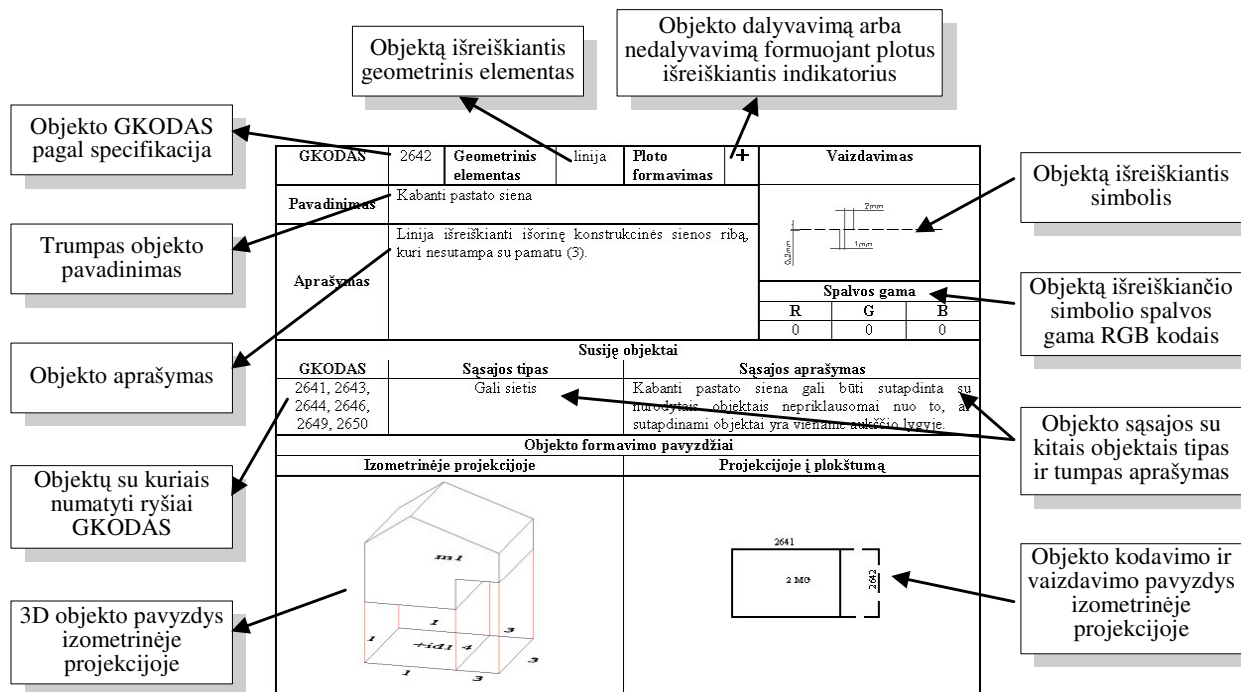 Objekto dalyvavimą arba
nedalyvavimą formuojant plotus
išreiškiantis indikatorius
Objektą išreiškiantis
geometrinis elementas
Objekto GKODAS
pagal specifikacija
Trumpas objekto
pavadinimas
Objekto aprašymas
Objektų su kuriais
numatyti ryšiai
GKODAS
3D objekto pavyzdys
izometrinėje
projekcijoje
GKODAS 2642 Geometrinis elementas linija Ploto formavimas + Vaizdavimas
Pavadinimas Kabanti pastato siena
2mm
1mm
0,2mm
Aprašymas
Linija išreiškianti išorinę konstrukcinės sienos ribą,
kuri nesutampa su pamatu (3).
Spalvos gama
R G B
0 0 0
Susiję objektai
GKODAS Sąsajos tipas Sąsajos aprašymas
2641, 2643,
2644, 2646,
2649, 2650
Gali sietis
Kabanti pastato siena gali būti sutapdinta su
nurodytais objektais nepriklausomai nuo to, ar
sutapdinami objektai yra viename aukščio lygyje.
Objekto formavimo pavyzdžiai
Izometrinėje projekcijoje Projekcijoje į plokštumą
m1
1 3
1 +id1 4 3
1 3
2641
2 MG
2642
Objektą išreiškiantis
simbolis
Objektą išreiškiančio
simbolio spalvos
gama RGB kodais
Objekto sąsajos su
kitais objektais tipas
ir tumpas aprašymas
Objekto kodavimo ir
vaizdavimo pavyzdys
izometrinėje
projekcijoje